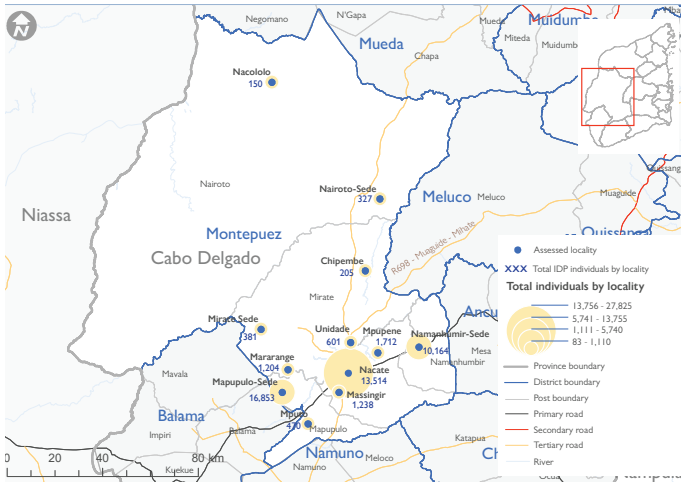 N
Negomano
N'Gapa
Mueda
Mueda
Muidumbe
Miteda
Muidumbe
Chapa
Nacololo
150
Nairoto
Nairoto-Sede
327
Meluco
Meluco
Muaguide
Niassa
Montepuez
Cabo Delgado
R698 - Muaguide - Mihate
Chipembe
205
Mirate
Mirate Sede
381
Unidade
601
Mpupene
1,712
Namanhumir-Sede
10,164
Namanhumbir
Mesa
Mararange
1,204
Mavala
Nacate
13,514
Mapupulo-Sede
16,853
Massingir
1,238
Balama
Mputo
470
Mapupulo
Balama
Impiri
Namuno
Meloco
Namuno
Katapua
Kuekue
0 20 40 80 km
Assessed locality
XXX Total IDP individuals by locality
Total individuals by locality
13,756 - 27,825
5,741 - 13,755
1,111 - 5,740
83 - 1,110
Province boundary
District boundary
Post boundary
Primary road
Secondary road
Tertiary road
River